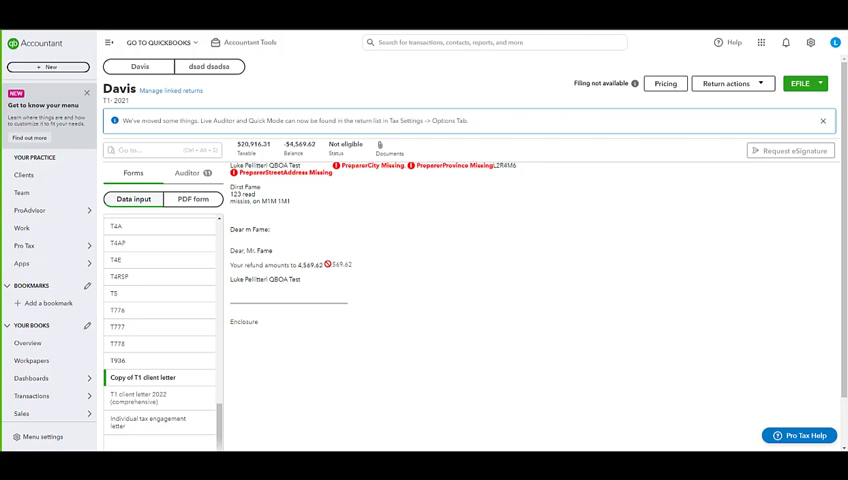 qb Accountant
GO TO QUICKBOOKS
Accountant Tools
Search for transactions, contacts, reports, and more
Help
L
+ New
Davis
dsad dsadsa
NEW
Get to know your menu
Learn where things are and how to customize it to fit your needs.
Find out more
Davis
Manage linked returns
T1- 2021
Filing not available
Pricing
Return actions
EFILE
We've moved some things. Live Auditor and Quick Mode can now be found in the return list in Tax Settings -> Options Tab.
Go to...
(Ctrl + Alt + S)
$20,916.31
Taxable
-$4,569.62
Balance
Not eligible
Status
Documents
Request eSignature
YOUR PRACTICE
Clients
Team
ProAdvisor
Work
Pro Tax
Apps
BOOKMARKS
+ Add a bookmark
YOUR BOOKS
Overview
Workpapers
Dashboards
Transactions
Sales
Menu settings
Forms
Auditor 11
Data input
PDF form
T4A
T4AP
T4E
T4RSP
T5
T776
T777
T778
T936
Copy of T1 client letter
T1 client letter 2022
(comprehensive)
Individual tax engagement
letter
Luke Pellitteri QBOA Test
PreparerCity Missing, PreparerProvince MissingL2R4M6
PreparerStreetAddress Missing
Dirst Fame
123 read
mississ, on M1M 1M1
Dear m Fame:
Dear, Mr. Fame
Your refund amounts to 4,569.62 569.62
Luke Pellitteri QBOA Test
Enclosure
Pro Tax Help